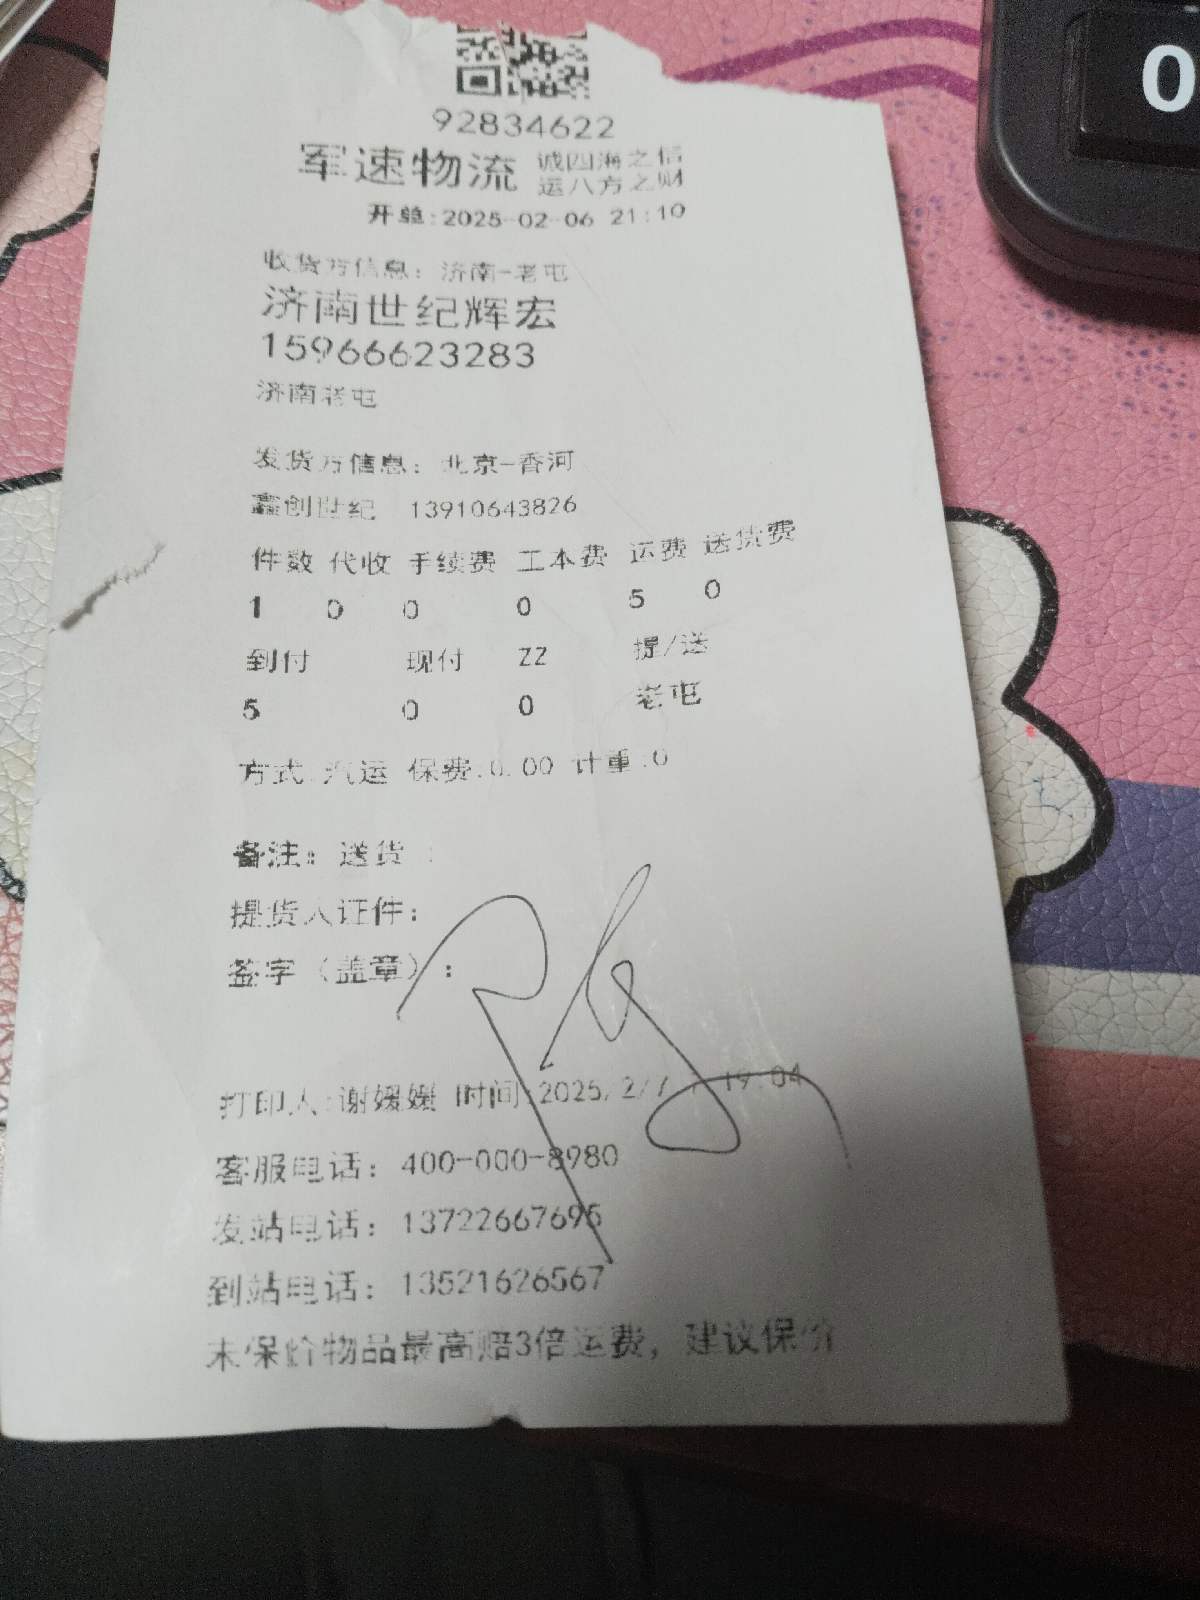 92834622
军速物流 诚四海之信
运八方之财
开单:2025-02-06 21:10
收货方信息：济南-老屯
济南世纪辉宏
15966623283
济南老屯
发货方信息：北京-香河
鑫创世纪 13910643826
件数 代收 手续费 工本费 运费 送货费
1 0 0 0 5 0
到付 现付 ZZ 提/送
5 0 0 老屯
方式:汽运 保费:0.00 计重:0
备注：送货 :
提货人证件：
签字（盖章）：
打印人:谢媛媛 时间:2025/2/7 19:04
客服电话：400-000-8980
发站电话：13722667695
到站电话：13521626567
未保价物品最高赔3倍运费，建议保价
0